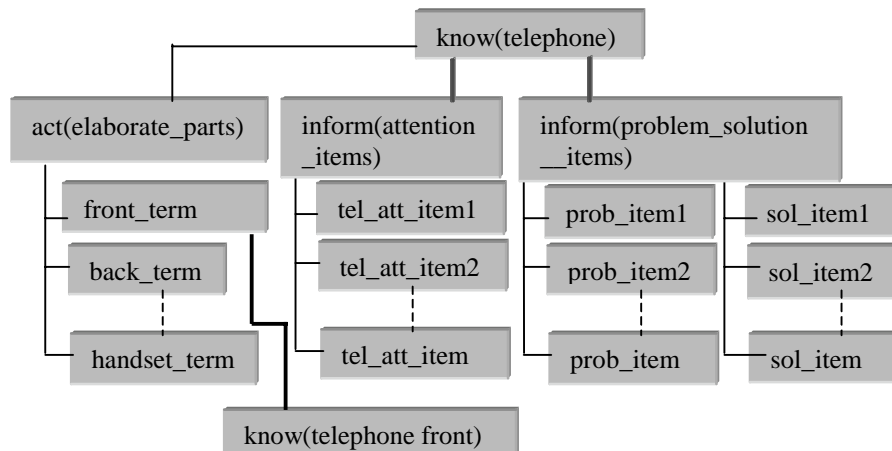 know(telephone)
act(elaborate_parts)
inform(attention
_items)
inform(problem_solution
__items)
front_term
back_term
handset_term
tel_att_item1
tel_att_item2
tel_att_item
prob_item1
prob_item2
prob_item
sol_item1
sol_item2
sol_item
know(telephone front)